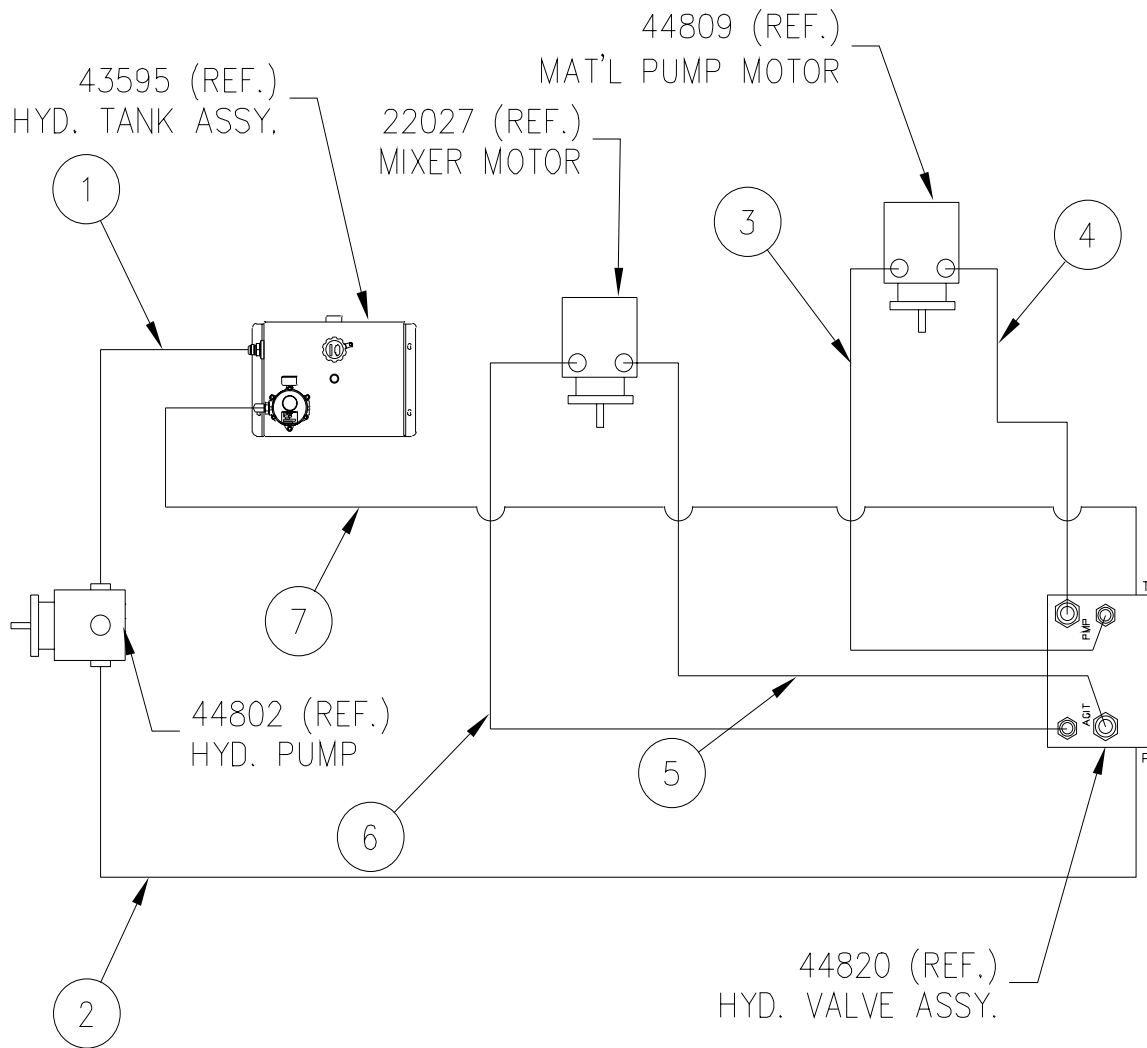 44809 (REF.)
MAT'L PUMP MOTOR
43595 (REF.)
HYD. TANK ASSY.
22027 (REF.)
MIXER MOTOR
1
3
4
7
T
PMP
44802 (REF.)
HYD. PUMP
AGIT
P
5
6
44820 (REF.)
HYD. VALVE ASSY.
2